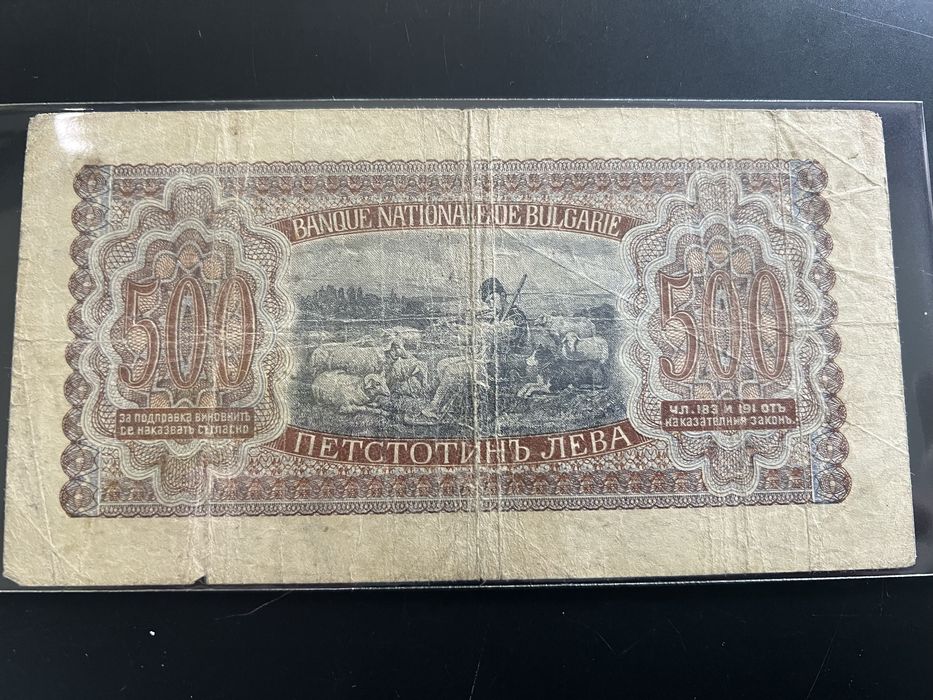 BANQUE NATIONALE DE BULGARIE
500
500
ЗА ПОДПРАВКА ВИНОВНИТѢ
СЕ НАКАЗВАТЪ СЪГЛАСНО
ЧЛ. 183 И 191 ОТЪ
НАКАЗАТЕЛНИЯ ЗАКОНЪ.
ПЕТСТОТИНЪ ЛЕВА